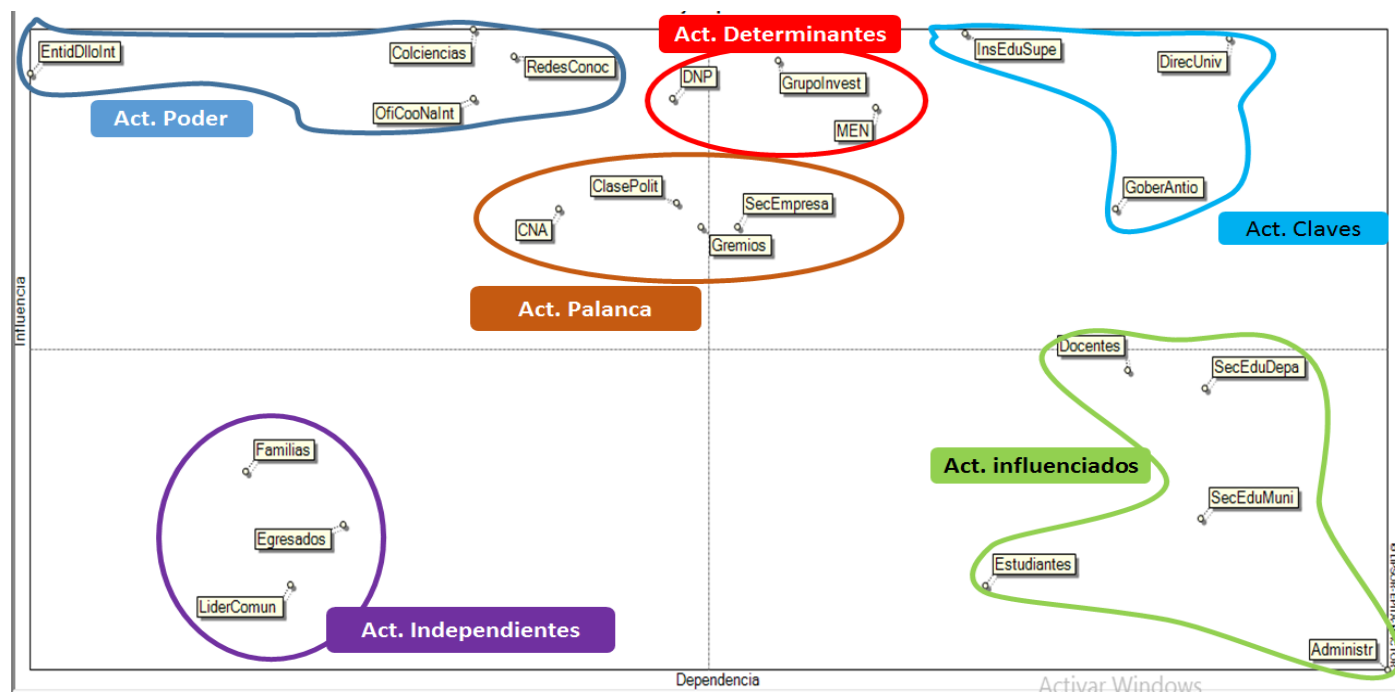 Act. Determinantes
EntidDlloInt
Colciencias
RedesConoc
OfiCooNaInt
Act. Poder
DNP
GrupoInvest
MEN
InsEduSupe
DirecUniv
GoberAntio
Act. Claves
ClasePolit
SecEmpresa
CNA
Gremios
Act. Palanca
Influencia
Docentes
SecEduDepa
Act. influenciados
SecEduMuni
Estudiantes
Administr
Familias
Egresados
LiderComun
Act. Independientes
Dependencia
Activar Windows